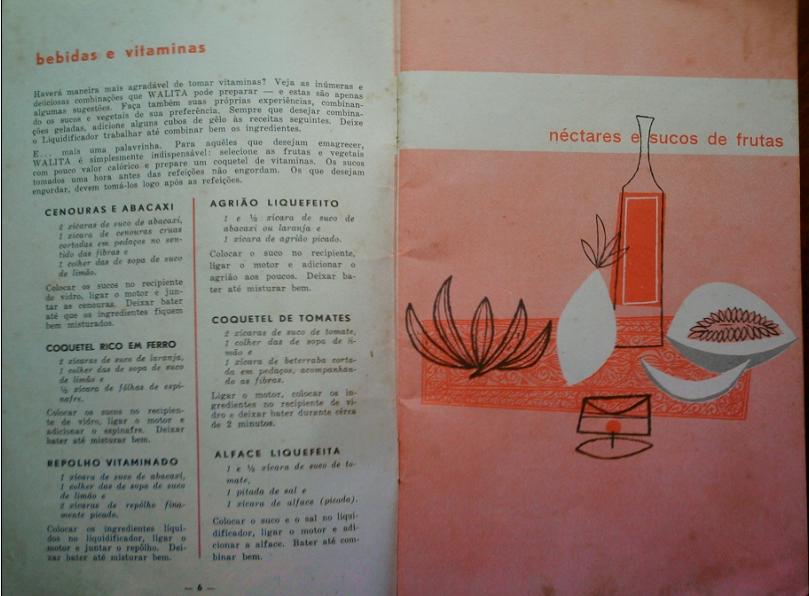 bebidas e vitaminas
Haverá maneira mais agradável de tomar vitaminas? Veja as inúmeras e
deliciosas combinações que WALITA pode preparar — e estas são apenas
algumas sugestões. Faça também suas próprias experiências, combinan-
do os sucos e vegetais de sua preferência. Sempre que desejar combina-
ções geladas, adicione alguns cubos de gêlo às receitas seguintes. Deixe
o Liquidificador trabalhar até combinar bem os ingredientes.
E... mais uma palavrinha. Para aquêles que desejam emagrecer,
WALITA é simplesmente indispensável: selecione as frutas e vegetais
com pouco valor calórico e prepare um coquetel de vitaminas. Os sucos
tomados uma hora antes das refeições não engordam. Os que desejam
engordar, devem tomá-los logo após as refeições.
CENOURAS E ABACAXI
2 xícaras de suco de abacaxi,
1 xícara de cenouras cruas
cortadas em pedaços no sen-
tido das fibras e
1 colher das de sopa de suco
de limão.
Colocar os sucos no recipiente
de vidro, ligar o motor e jun-
tar as cenouras. Deixar bater
até que os ingredientes fiquem
bem misturados.
COQUETEL RICO EM FERRO
2 xícaras de suco de laranja,
1 colher das de sopa de suco
de limão e
½ xícara de fôlhas de espi-
nafre.
Colocar os sucos no recipien-
te de vidro, ligar o motor e
adicionar o espinafre. Deixar
bater até misturar bem.
REPOLHO VITAMINADO
1 xícara de suco de abacaxi,
1 colher das de sopa de suco
de limão e
2 xícaras de repôlho fina-
mente picado.
Colocar os ingredientes líqui-
dos no liquidificador, ligar o
motor e juntar o repôlho. Dei-
xar bater até misturar bem.
AGRIÃO LIQUEFEITO
1 e ½ xícara de suco de
abacaxi ou laranja e
1 xícara de agrião picado.
Colocar o suco no recipiente,
ligar o motor e adicionar o
agrião aos poucos. Deixar ba-
ter até misturar bem.
COQUETEL DE TOMATES
2 xícaras de suco de tomate,
1 colher das de sopa de li-
mão e
1 xícara de beterraba corta-
da em pedaços, acompanhan-
do as fibras.
Ligar o motor, colocar os in-
gredientes no recipiente de vi-
dro e deixar bater durante cêrca
de 2 minutos.
ALFACE LIQUEFEITA
1 e ½ xícara de suco de to-
mate,
1 pitada de sal e
1 xícara de alface (picada).
Colocar o suco e o sal no liqui-
dificador, ligar o motor e adi-
cionar a alface. Bater até com-
binar bem.
— 6 —
néctares e sucos de frutas